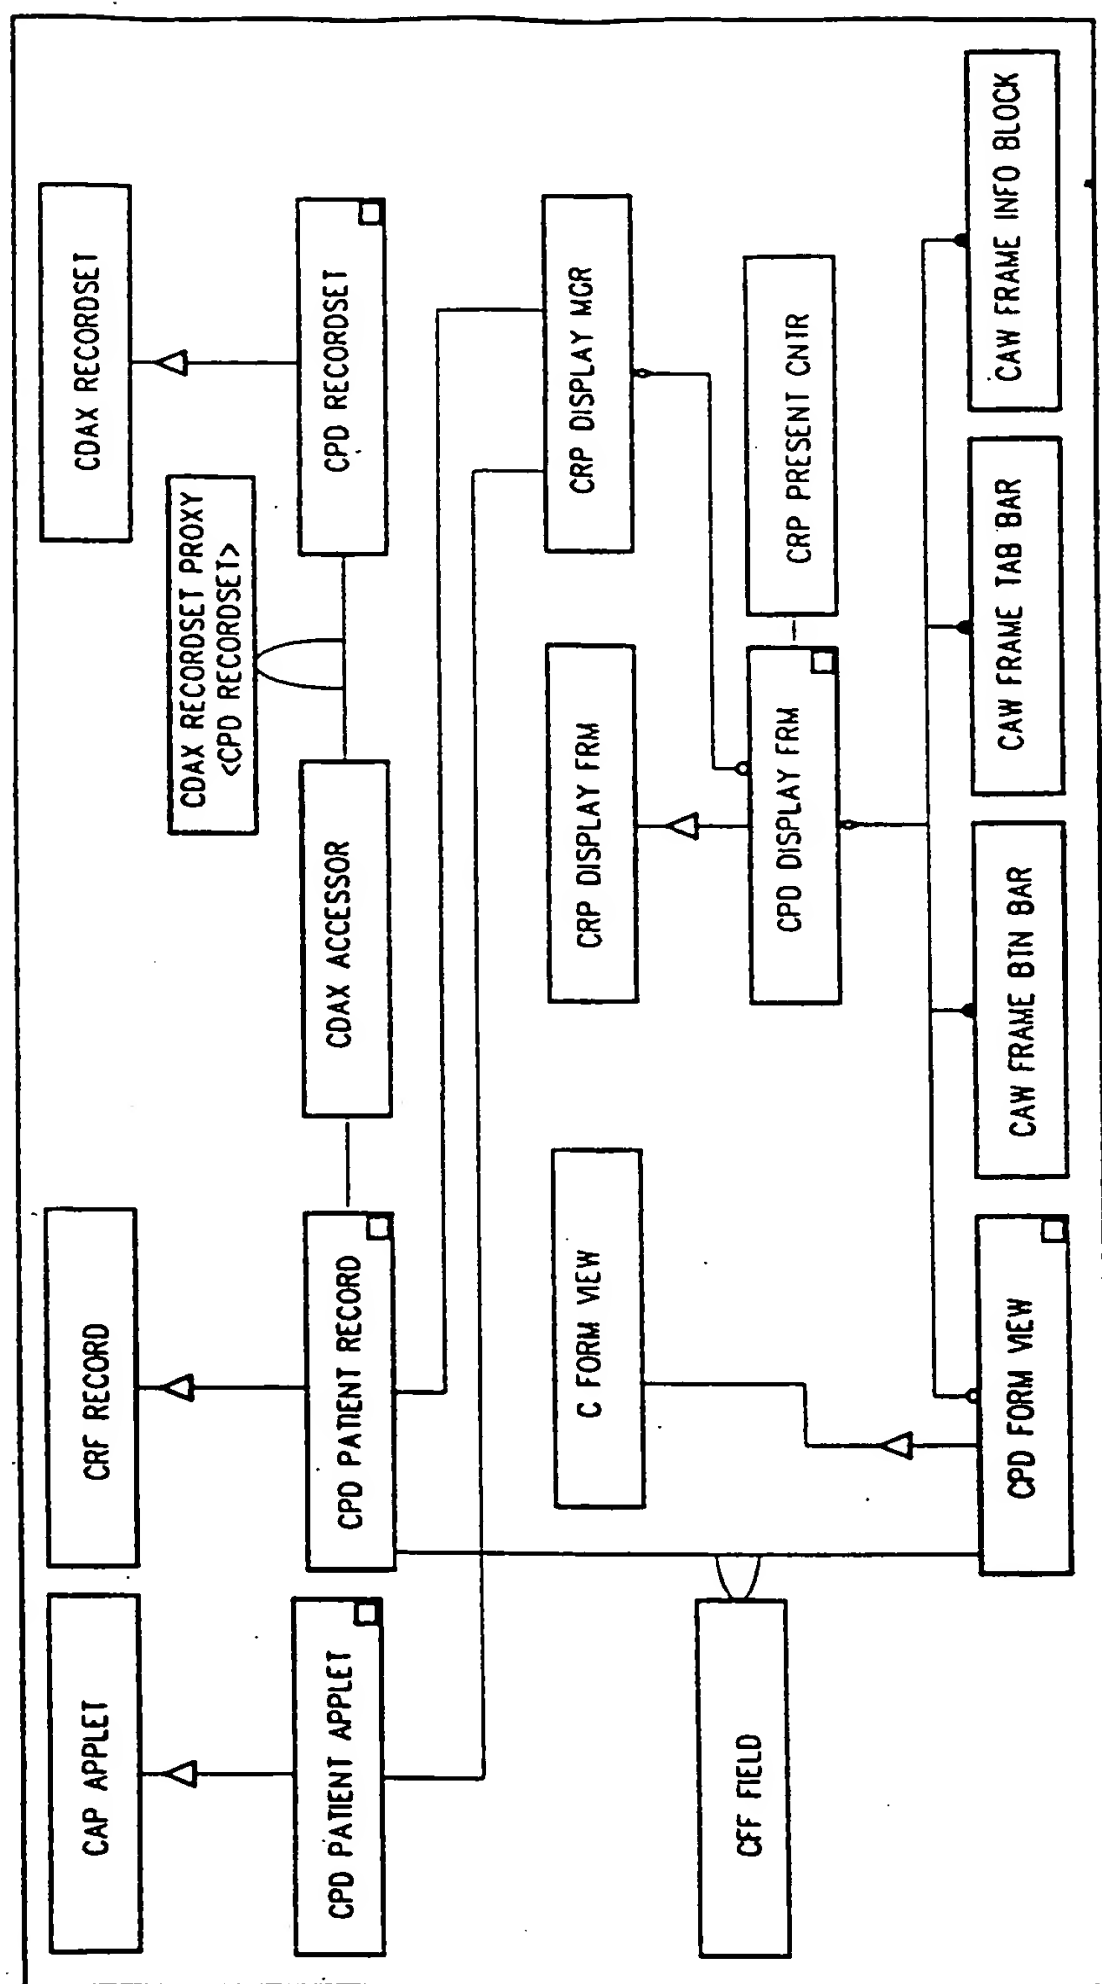 CAP APPLET
CRF RECORD
CDAX RECORDSET
CDAX RECORDSET PROXY
<CPD RECORDSET>
CPD PATIENT APPLET
CPD PATIENT RECORD
CDAX ACCESSOR
CPD RECORDSET
C FORM VIEW
CRP DISPLAY FRM
CRP DISPLAY MGR
CFF FIELD
CPD DISPLAY FRM
CRP PRESENT CNTR
CPD FORM VIEW
CAW FRAME BTN BAR
CAW FRAME TAB BAR
CAW FRAME INFO BLOCK